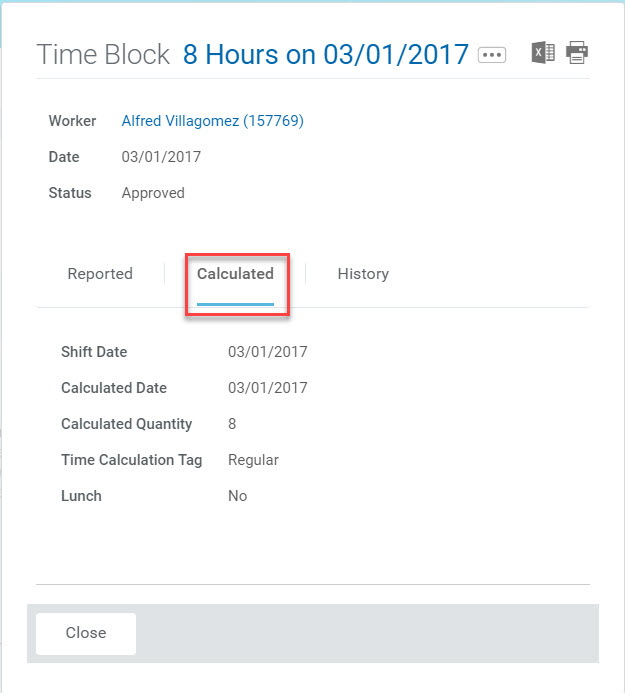 Time Block 8 Hours on 03/01/2017
Worker Alfred Villagomez (157769)
Date 03/01/2017
Status Approved
Reported Calculated History
Shift Date 03/01/2017
Calculated Date 03/01/2017
Calculated Quantity 8
Time Calculation Tag Regular
Lunch No
Close